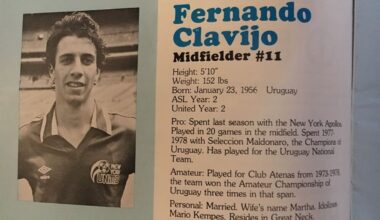 Fernando
Clavijo
Midfielder #11
Height: 5'10"
Weight: 152 lbs
Born: January 23, 1956 Uruguay
ASL Year: 2
United Year: 2
Pro: Spent last season with the New York Apollos.
Played in 20 games in the midfield. Spent 1977-
1978 with Seleccion Maldonaro, the Champions of
Uruguay. Has played for the Uruguay National
Team.
Amateur: Played for Club Atenas from 1973-1978,
the team won the Amateur Championship of
Uruguay three times in that span.
Personal: Married. Wife's name Martha. Idolizes
Mario Kempes. Resides in Great Neck.